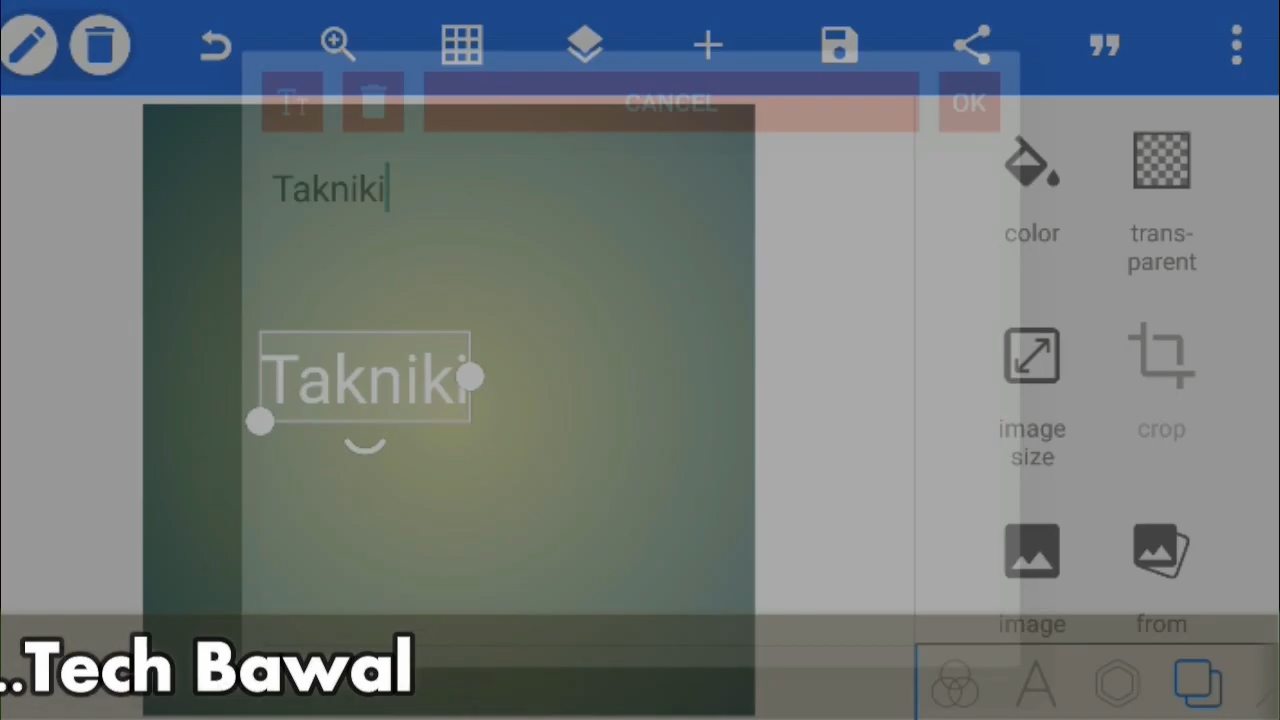 CANCEL
OK
Takniki
Takniki
color
trans-
parent
image
size
crop
image
from
..Tech Bawal